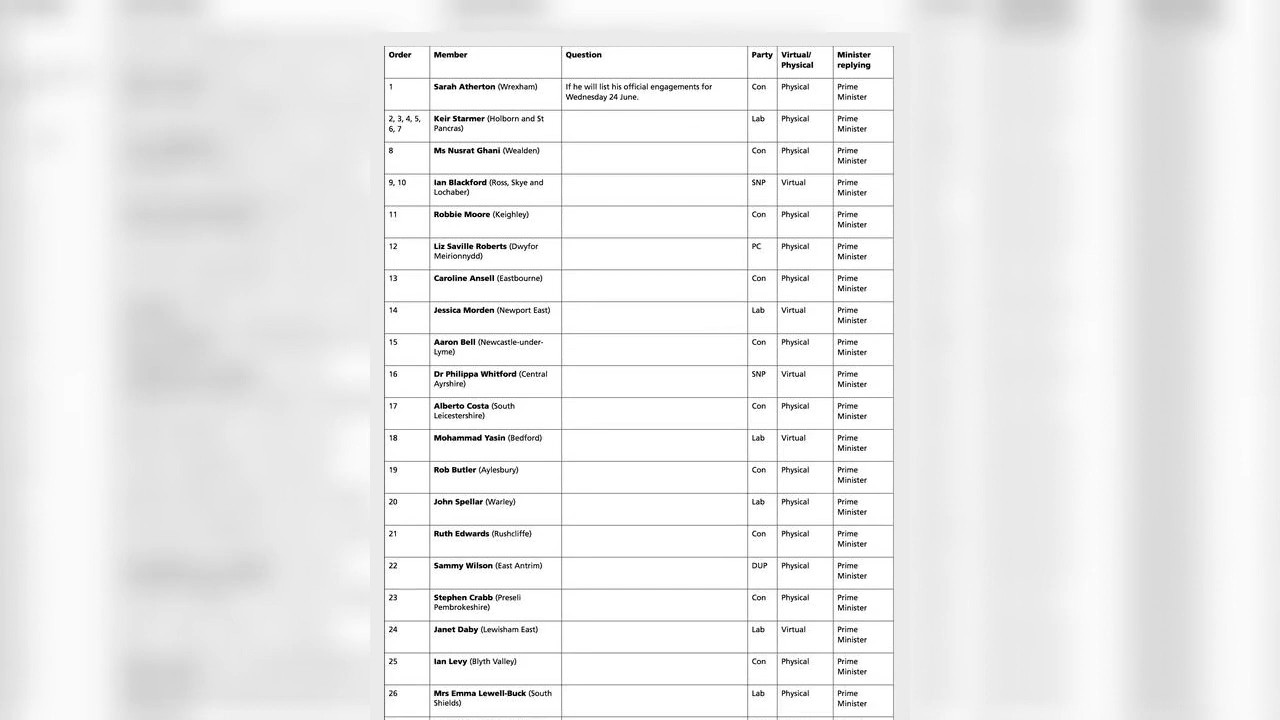 Order Member Question Party Virtual/ Minister
Physical replying
1 Sarah Atherton (Wrexham) If he will list his official engagements for Con Physical Prime
Wednesday 24 June. Minister
2, 3, 4, 5, Keir Starmer (Holborn and St Lab Physical Prime
6, 7 Pancras) Minister
8 Ms Nusrat Ghani (Wealden) Con Physical Prime
Minister
9, 10 Ian Blackford (Ross, Skye and SNP Virtual Prime
Lochaber) Minister
11 Robbie Moore (Keighley) Con Physical Prime
Minister
12 Liz Saville Roberts (Dwyfor PC Physical Prime
Meirionnydd) Minister
13 Caroline Ansell (Eastbourne) Con Physical Prime
Minister
14 Jessica Morden (Newport East) Lab Virtual Prime
Minister
15 Aaron Bell (Newcastle-under- Con Physical Prime
Lyme) Minister
16 Dr Philippa Whitford (Central SNP Virtual Prime
Ayrshire) Minister
17 Alberto Costa (South Con Physical Prime
Leicestershire) Minister
18 Mohammad Yasin (Bedford) Lab Virtual Prime
Minister
19 Rob Butler (Aylesbury) Con Physical Prime
Minister
20 John Spellar (Warley) Lab Physical Prime
Minister
21 Ruth Edwards (Rushcliffe) Con Physical Prime
Minister
22 Sammy Wilson (East Antrim) DUP Physical Prime
Minister
23 Stephen Crabb (Preseli Con Physical Prime
Pembrokeshire) Minister
24 Janet Daby (Lewisham East) Lab Virtual Prime
Minister
25 Ian Levy (Blyth Valley) Con Physical Prime
Minister
26 Mrs Emma Lewell-Buck (South Lab Physical Prime
Shields) Minister